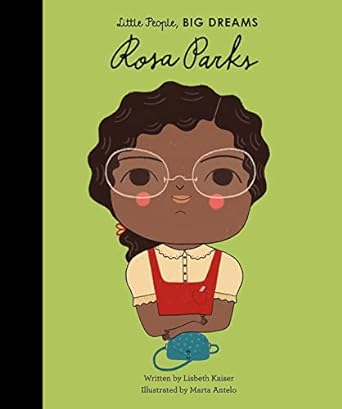 Little People, BIG DREAMS
Rosa Parks
Written by Lisbeth Kaiser
Illustrated by Marta Antelo